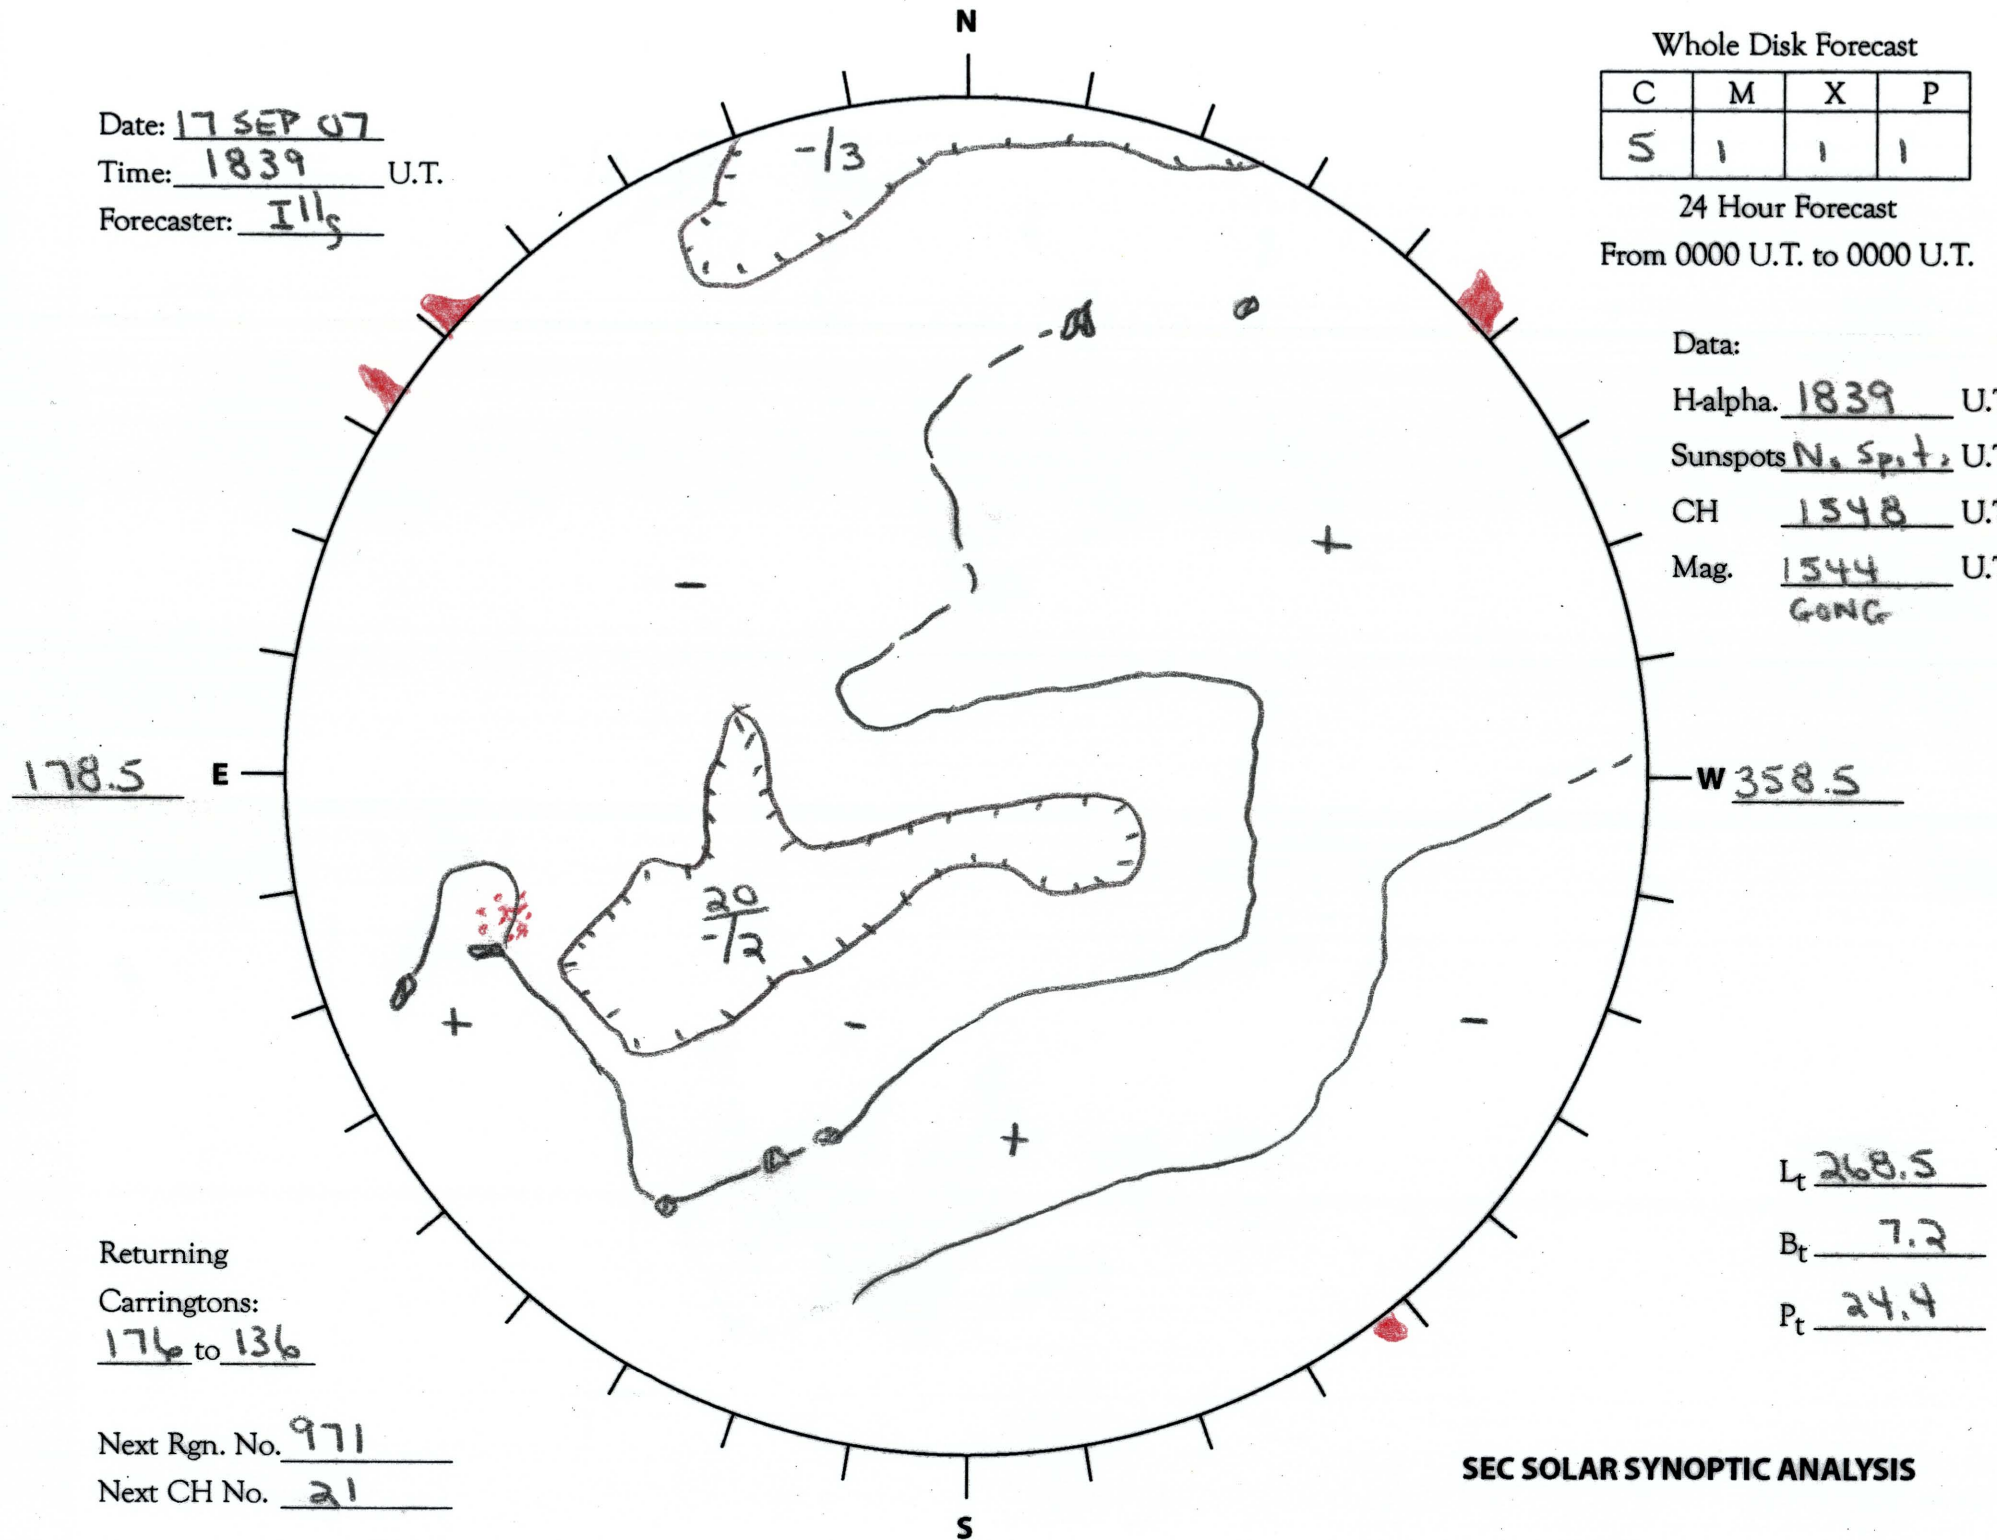 N
Date: 17 SEP 07
Time: 1839 U.T.
Forecaster: Ills
Whole Disk Forecast
C M X P
5 1 1 1
24 Hour Forecast
From 0000 U.T. to 0000 U.T.
-/3
Data:
H-alpha. 1839 U.T
Sunspots No Spots U.T
CH 1548 U.T
Mag. 1544 U.T
GONG
+
-
178.5 E
W 358.5
20
-/2
+
-
-
+
Lt 268.5
Bt 7.2
Pt 24.4
Returning
Carringtons:
176 to 136
Next Rgn. No. 971
Next CH No. 21
SEC SOLAR SYNOPTIC ANALYSIS
S